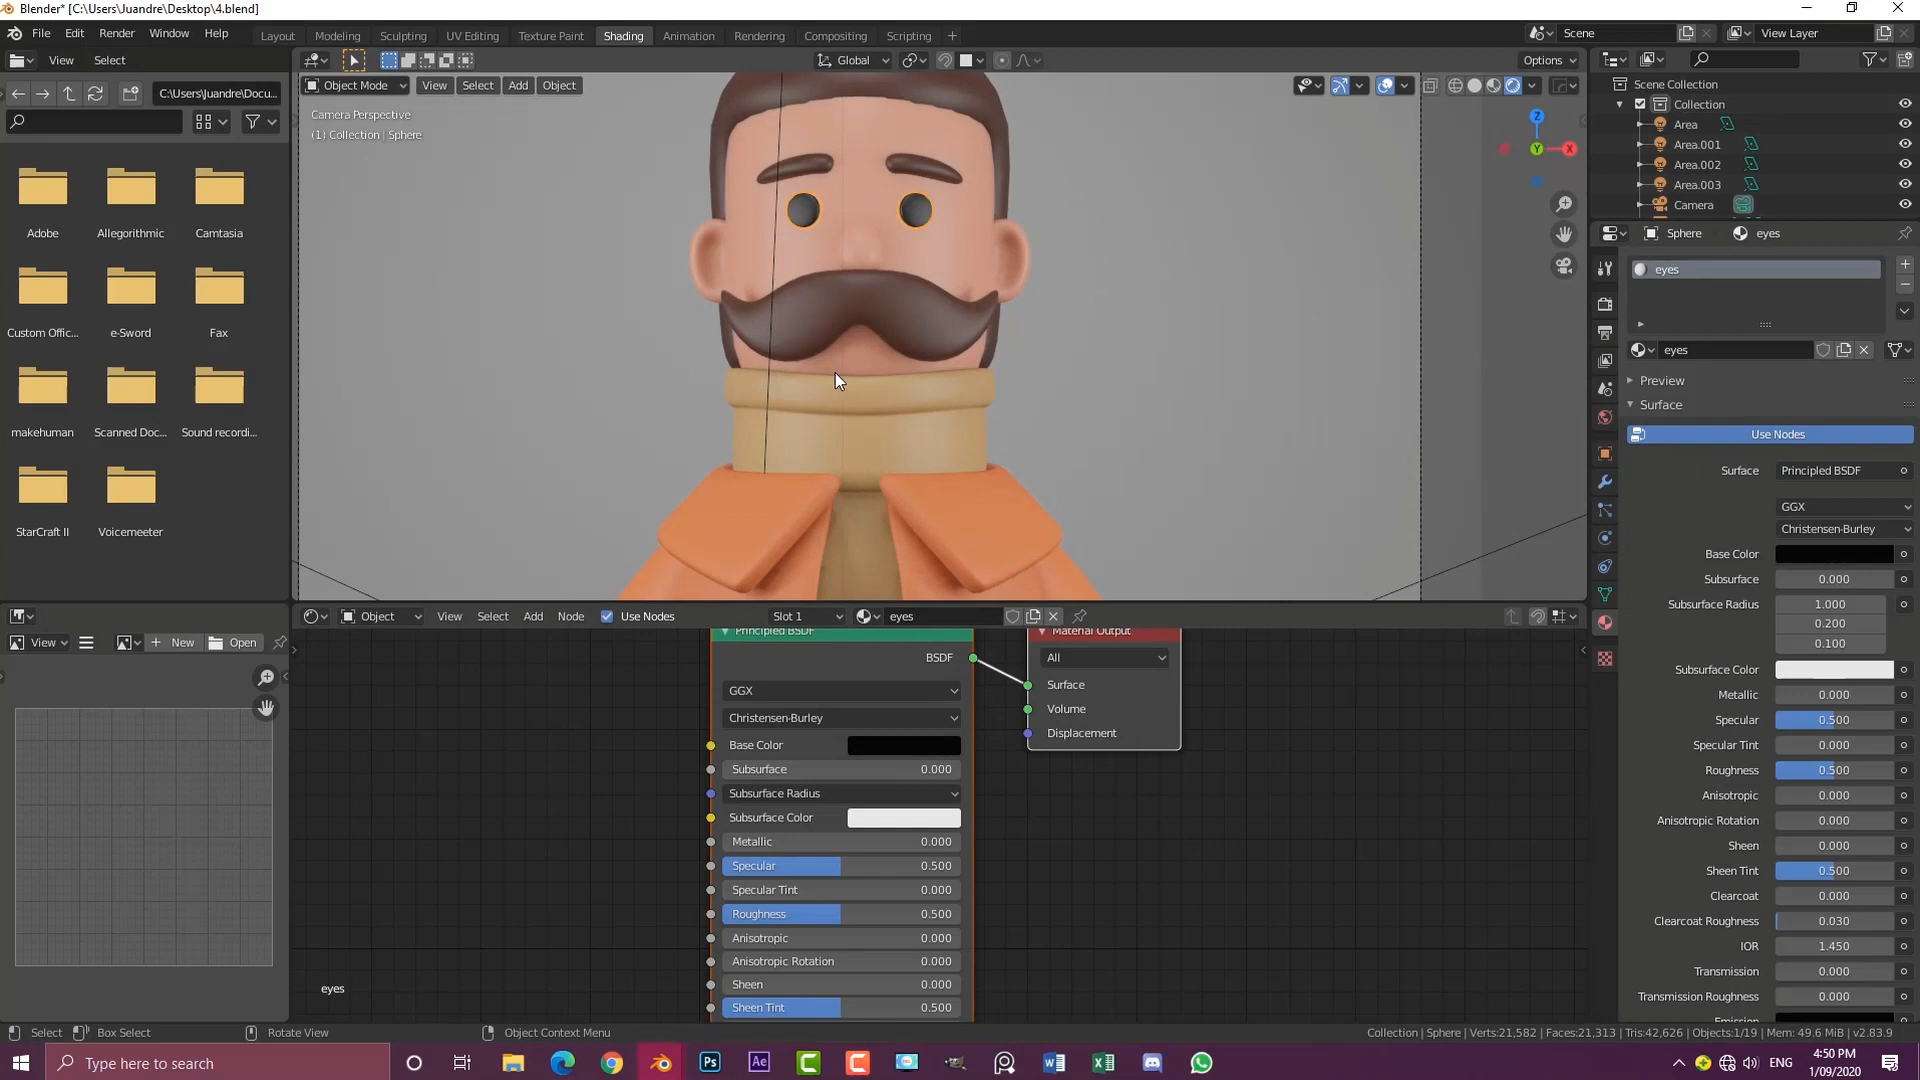 Blender* [C:\Users\Juandre\Desktop\4.blend]
File Edit Render Window Help
Layout Modeling Sculpting UV Editing Texture Paint Shading Animation Rendering Compositing Scripting
Scene
View Layer
View Select
Global
Options
C:\Users\Juandre\Docu...
Object Mode View Select Add Object
Camera Perspective
(1) Collection | Sphere
Z
Y
X
Adobe Allegorithmic Camtasia
Custom Offic... e-Sword Fax
makehuman Scanned Doc... Sound recordi...
StarCraft II Voicemeeter
Scene Collection
Collection
Area
Area.001
Area.002
Area.003
Camera
Sphere eyes
eyes
eyes
Preview
Surface
Use Nodes
Surface Principled BSDF
GGX
Christensen-Burley
Base Color
Subsurface 0.000
Subsurface Radius 1.000
0.200
0.100
Subsurface Color
Metallic 0.000
Specular 0.500
Specular Tint 0.000
Roughness 0.500
Anisotropic 0.000
Anisotropic Rotation 0.000
Sheen 0.000
Sheen Tint 0.500
Clearcoat 0.000
Clearcoat Roughness 0.030
IOR 1.450
Transmission 0.000
Transmission Roughness 0.000
Emission
Object View Select Add Node Use Nodes Slot 1 eyes
View New Open
Principled BSDF
BSDF
GGX
Christensen-Burley
Base Color
Subsurface 0.000
Subsurface Radius
Subsurface Color
Metallic 0.000
Specular 0.500
Specular Tint 0.000
Roughness 0.500
Anisotropic 0.000
Anisotropic Rotation 0.000
Sheen 0.000
Sheen Tint 0.500
Material Output
All
Surface
Volume
Displacement
eyes
Select Box Select Rotate View Object Context Menu
Collection | Sphere | Verts:21,582 | Faces:21,313 | Tris:42,626 | Objects:1/19 | Mem: 49.6 MiB | v2.83.9
Type here to search
Ps
Ae
ENG
4:50 PM
1/09/2020